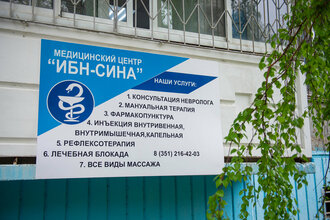 МЕДИЦИНСКИЙ ЦЕНТР
"ИБН-СИНА"
НАШИ УСЛУГИ:
1. КОНСУЛЬТАЦИЯ НЕВРОЛОГА
2. МАНУАЛЬНАЯ ТЕРАПИЯ
3. ФАРМАКОПУНКТУРА
4. ИНЪЕКЦИЯ ВНУТРИВЕННАЯ,
ВНУТРИМЫШЕЧНАЯ,КАПЕЛЬНАЯ
5. РЕФЛЕКСОТЕРАПИЯ
6. ЛЕЧЕБНАЯ БЛОКАДА
8 (351) 216-42-03
7. ВСЕ ВИДЫ МАССАЖА